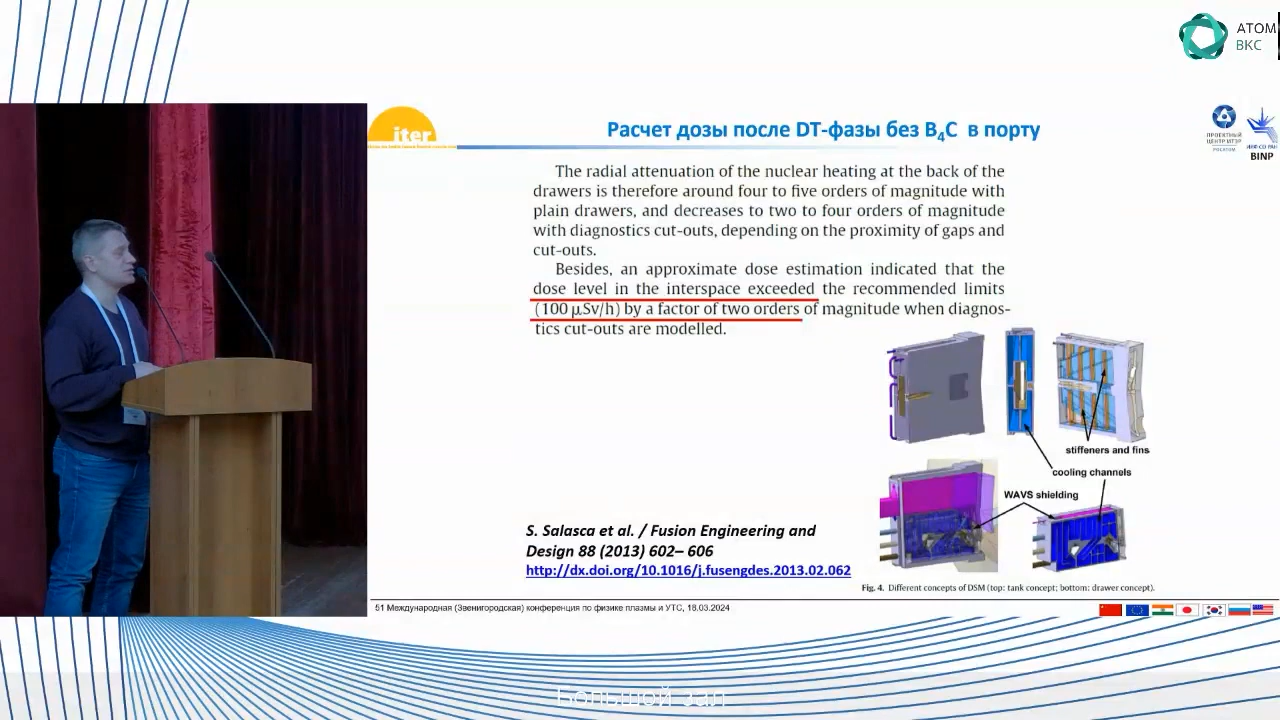 АТОМ
ВКС
iter
Расчет дозы после DT-фазы без B₄C в порту
ПРОЕКТНЫЙ
ЦЕНТР ИТЭР
РОСАТОМ
BINP
The radial attenuation of the nuclear heating at the back of the
drawers is therefore around four to five orders of magnitude with
plain drawers, and decreases to two to four orders of magnitude
with diagnostics cut-outs, depending on the proximity of gaps and
cut-outs.
Besides, an approximate dose estimation indicated that the
dose level in the interspace exceeded the recommended limits
(100 μSv/h) by a factor of two orders of magnitude when diagnos-
tics cut-outs are modelled.
stiffeners and fins
cooling channels
WAVS shielding
S. Salasca et al. / Fusion Engineering and
Design 88 (2013) 602– 606
http://dx.doi.org/10.1016/j.fusengdes.2013.02.062
Fig. 4. Different concepts of DSM (top: tank concept; bottom: drawer concept).
51 Международная (Звенигородская) конференция по физике плазмы и УТС, 18.03.2024
Большой зал